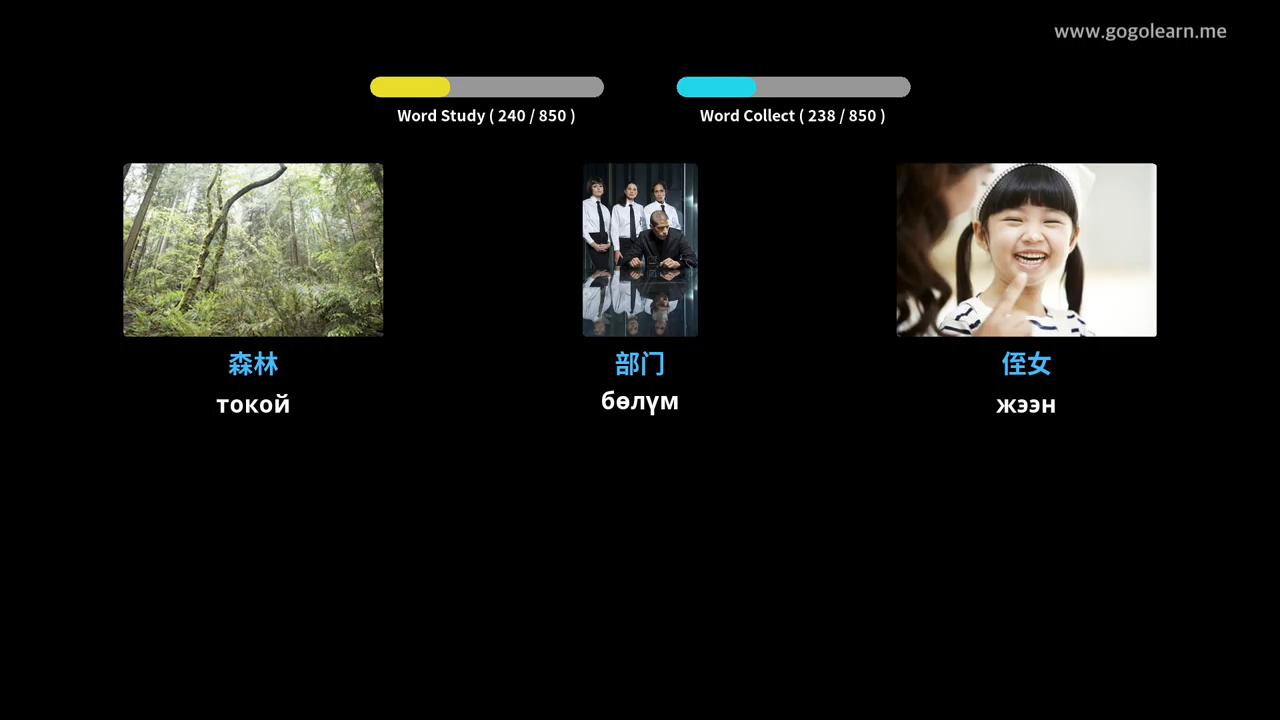 www.gogolearn.me
Word Study ( 240 / 850 )
Word Collect ( 238 / 850 )
森林
部门
侄女
токой
бөлүм
жээн